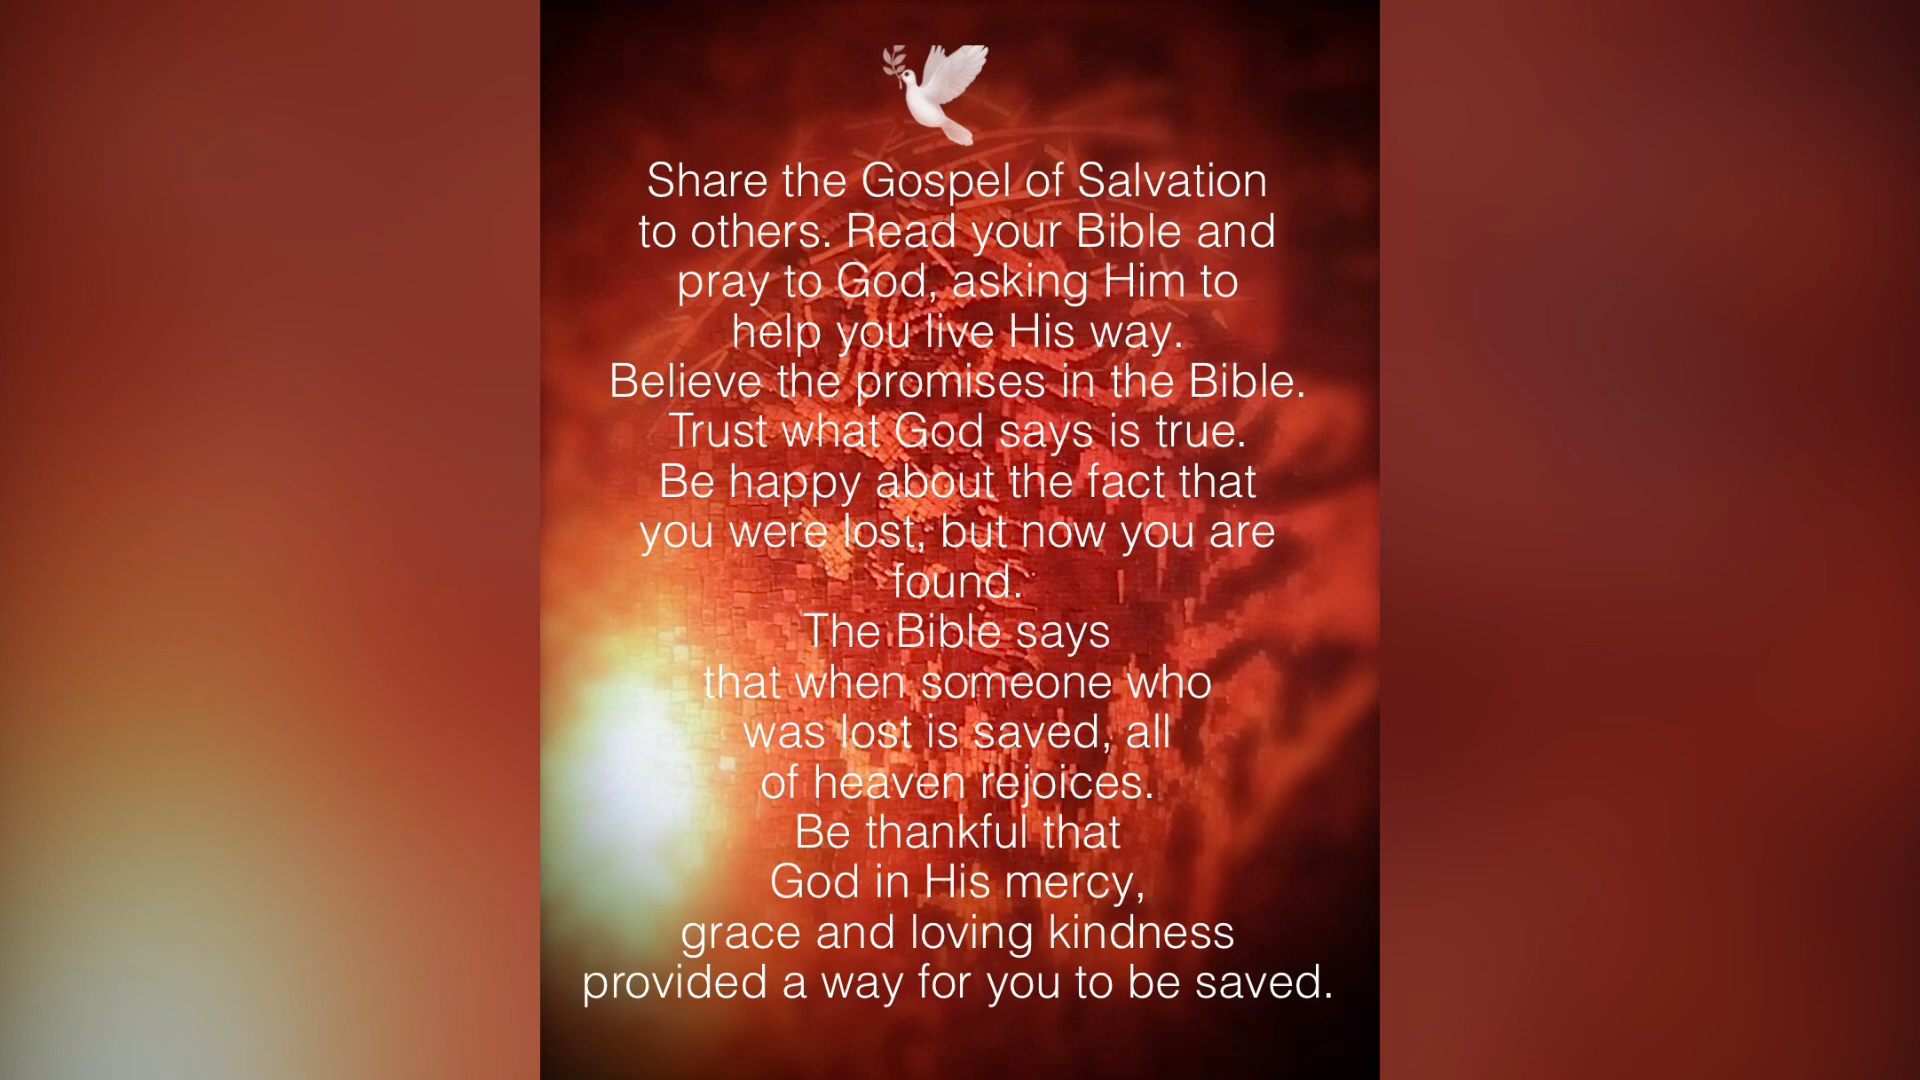 Share the Gospel of Salvation
to others. Read your Bible and
pray to God, asking Him to
help you live His way.
Believe the promises in the Bible.
Trust what God says is true.
Be happy about the fact that
you were lost, but now you are
found.
The Bible says
that when someone who
was lost is saved, all
of heaven rejoices.
Be thankful that
God in His mercy,
grace and loving kindness
provided a way for you to be saved.